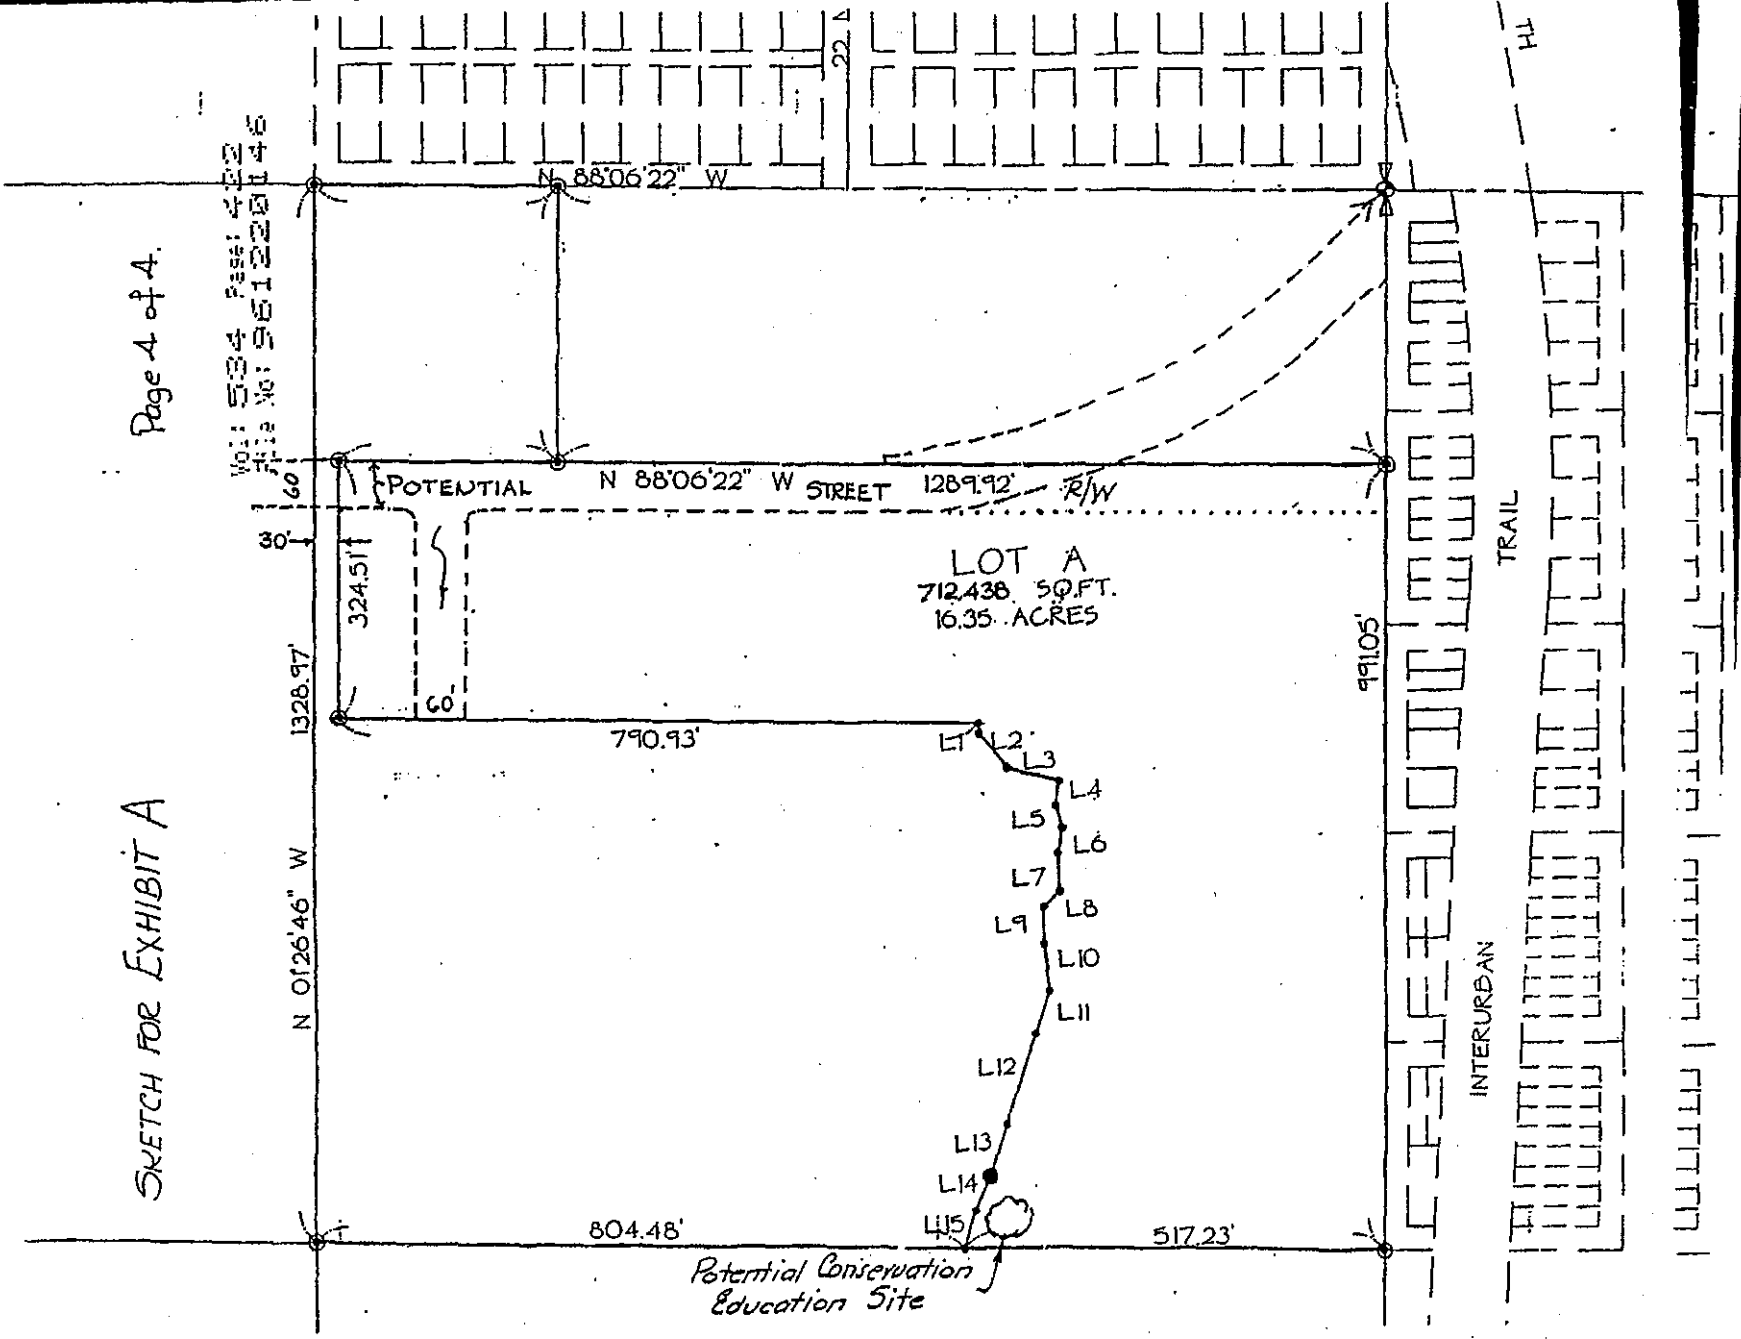 22
TH
N 88°06'22" W
Page 4 of 4.
Vol: 534 Page: 422
File No: 9612220146
60'
POTENTIAL
N 88°06'22" W
STREET
1289.92'
R/W
30'
324.51'
LOT A
712,438 SQ.FT.
16.35 ACRES
TRAIL
991.05'
1328.97'
60'
790.93'
L1
L2
L3
L4
L5
L6
L7
L8
L9
L10
L11
L12
L13
L14
L15
N 01°26'46" W
SKETCH FOR EXHIBIT A
INTERURBAN
804.48'
517.23'
Potential Conservation
Education Site